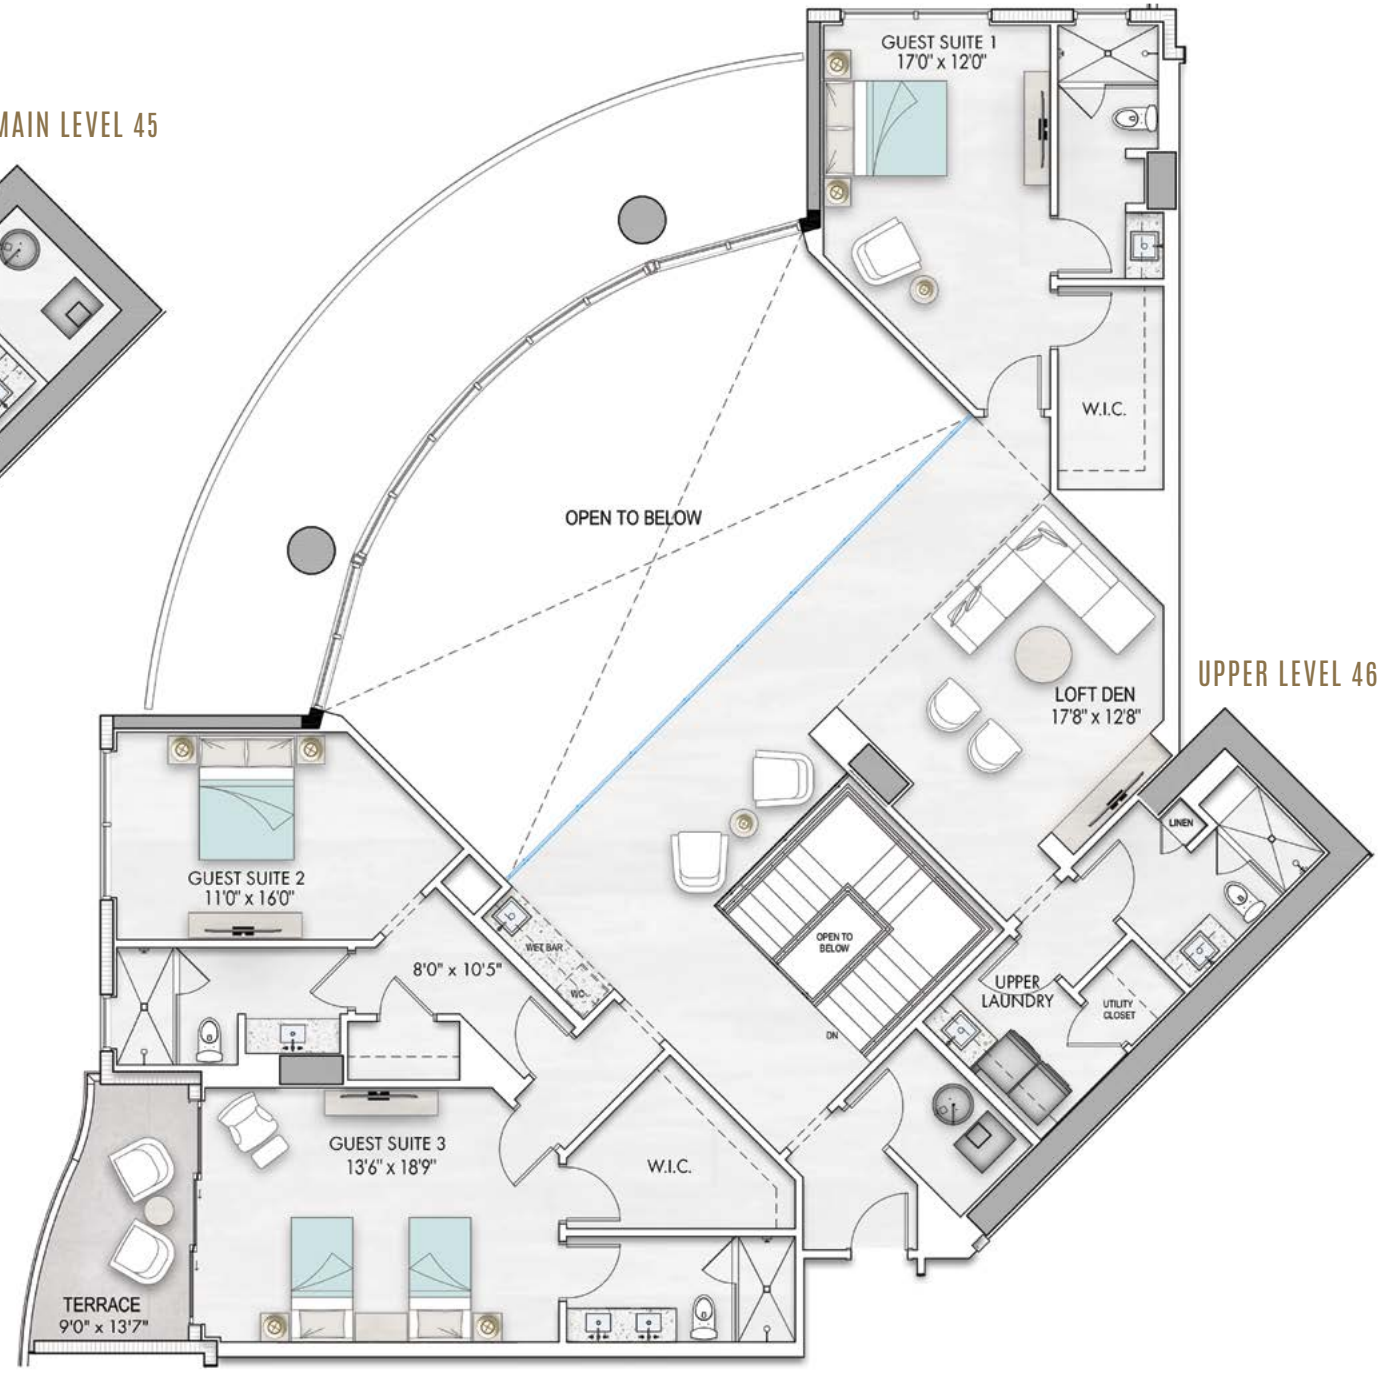 MAIN LEVEL 45
GUEST SUITE 1
17'0" x 12'0"
W.I.C.
OPEN TO BELOW
UPPER LEVEL 46
LOFT DEN
17'8" x 12'8"
LINEN
GUEST SUITE 2
11'0" x 16'0"
WET BAR
WC
8'0" x 10'5"
OPEN TO
BELOW
UPPER
LAUNDRY
UTILITY
CLOSET
DN
GUEST SUITE 3
13'6" x 18'9"
W.I.C.
TERRACE
9'0" x 13'7"